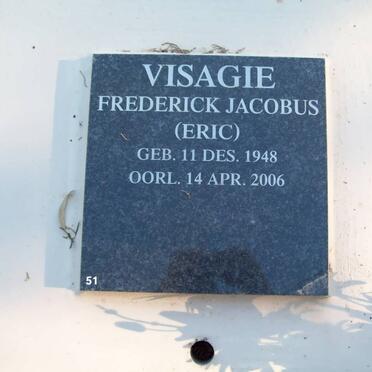 VISAGIE
FREDERICK JACOBUS
(ERIC)
GEB. 11 DES. 1948
OORL. 14 APR. 2006
51